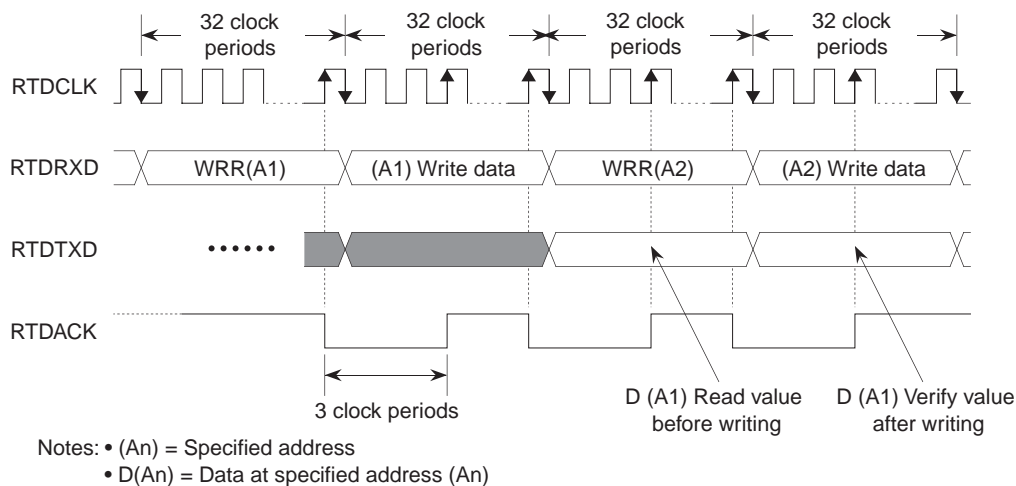 32 clock
periods
32 clock
periods
32 clock
periods
32 clock
periods
RTDCLK
RTDRXD
WRR(A1)
(A1) Write data
WRR(A2)
(A2) Write data
RTDTXD
RTDACK
3 clock periods
D (A1) Read value
before writing
D (A1) Verify value
after writing
Notes: • (An) = Specified address
• D(An) = Data at specified address (An)